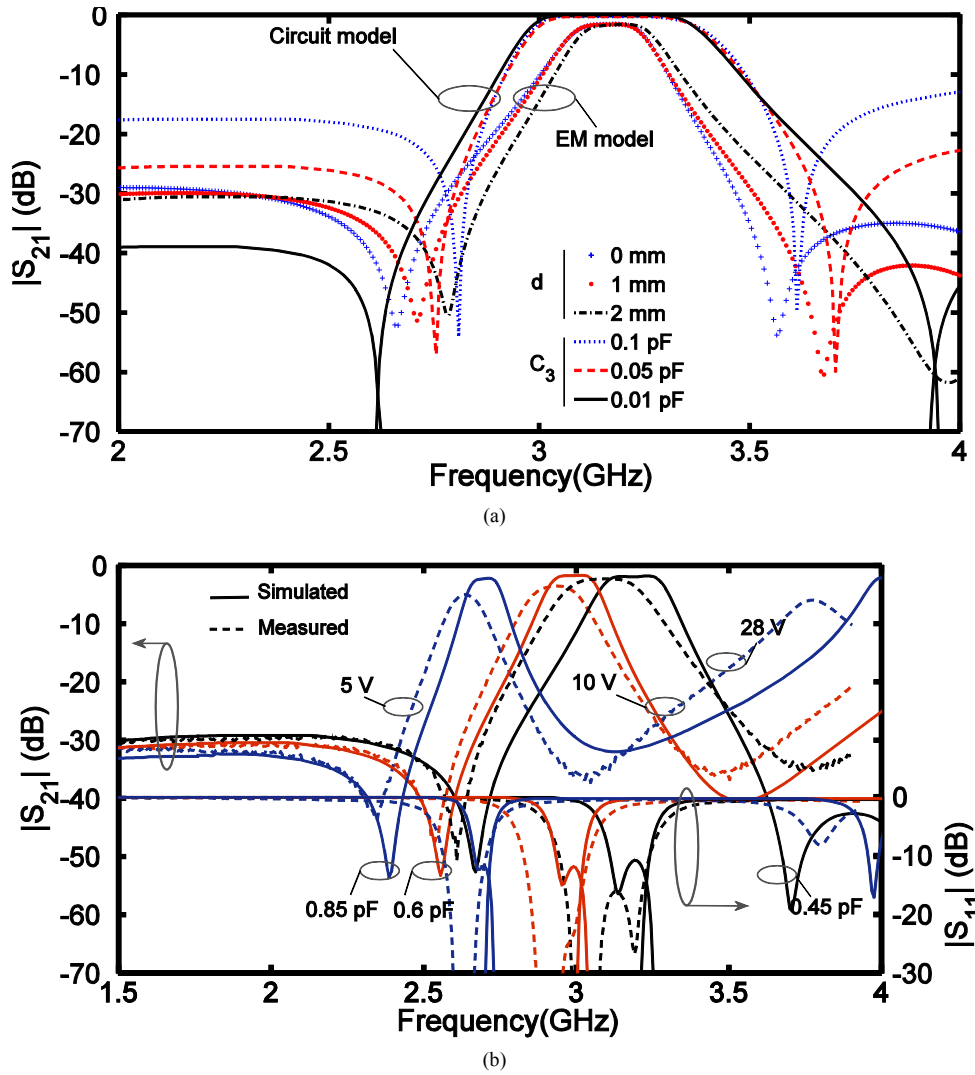 0
-10
-20
-30
-40
-50
-60
-70
|S21| (dB)
Circuit model
EM model
d
0 mm
1 mm
2 mm
C3
0.1 pF
0.05 pF
0.01 pF
2
2.5
3
3.5
4
Frequency(GHz)
(a)
0
-10
-20
-30
-40
-50
-60
-70
|S21| (dB)
Simulated
Measured
5 V
10 V
28 V
0.85 pF
0.6 pF
0.45 pF
0
-10
-20
-30
|S11| (dB)
1.5
2
2.5
3
3.5
4
Frequency(GHz)
(b)